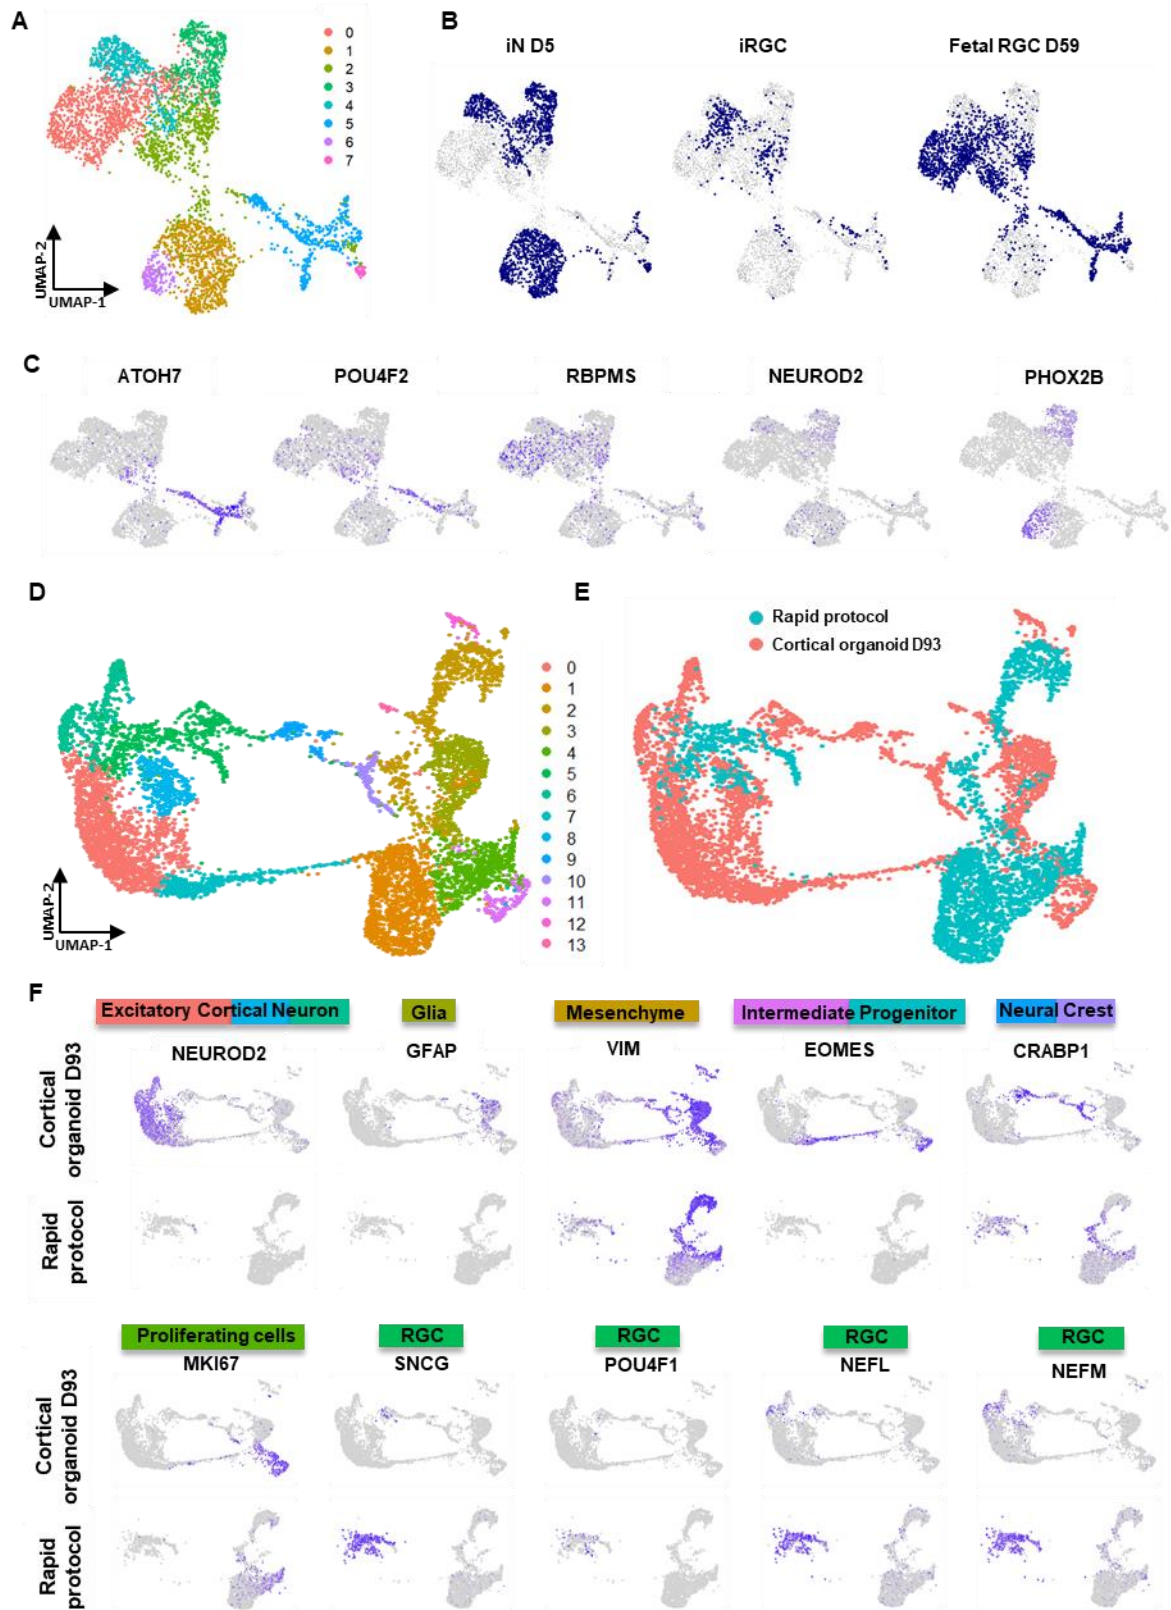 A
0
1
2
3
4
5
6
7
UMAP-2
UMAP-1
B
iN D5
iRGC
Fetal RGC D59
C
ATOH7
POU4F2
RBPMS
NEUROD2
PHOX2B
D
0
1
2
3
4
5
6
7
8
9
10
11
12
13
UMAP-2
UMAP-1
E
Rapid protocol
Cortical organoid D93
F
Excitatory Cortical Neuron
Glia
Mesenchyme
Intermediate Progenitor
Neural Crest
NEUROD2
GFAP
VIM
EOMES
CRABP1
Cortical
organoid D93
Rapid
protocol
Proliferating cells
RGC
RGC
RGC
RGC
MKI67
SNCG
POU4F1
NEFL
NEFM
Cortical
organoid D93
Rapid
protocol